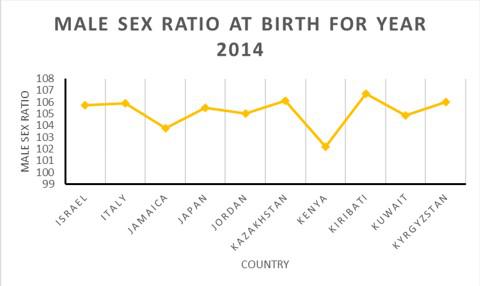 MALE SEX RATIO AT BIRTH FOR YEAR
2014
MALE SEX RATIO
108
107
106
105
104
103
102
101
100
99
ISRAEL
ITALY
JAMAICA
JAPAN
JORDAN
KAZAKHSTAN
KENYA
KIRIBATI
KUWAIT
KYRGYZSTAN
COUNTRY